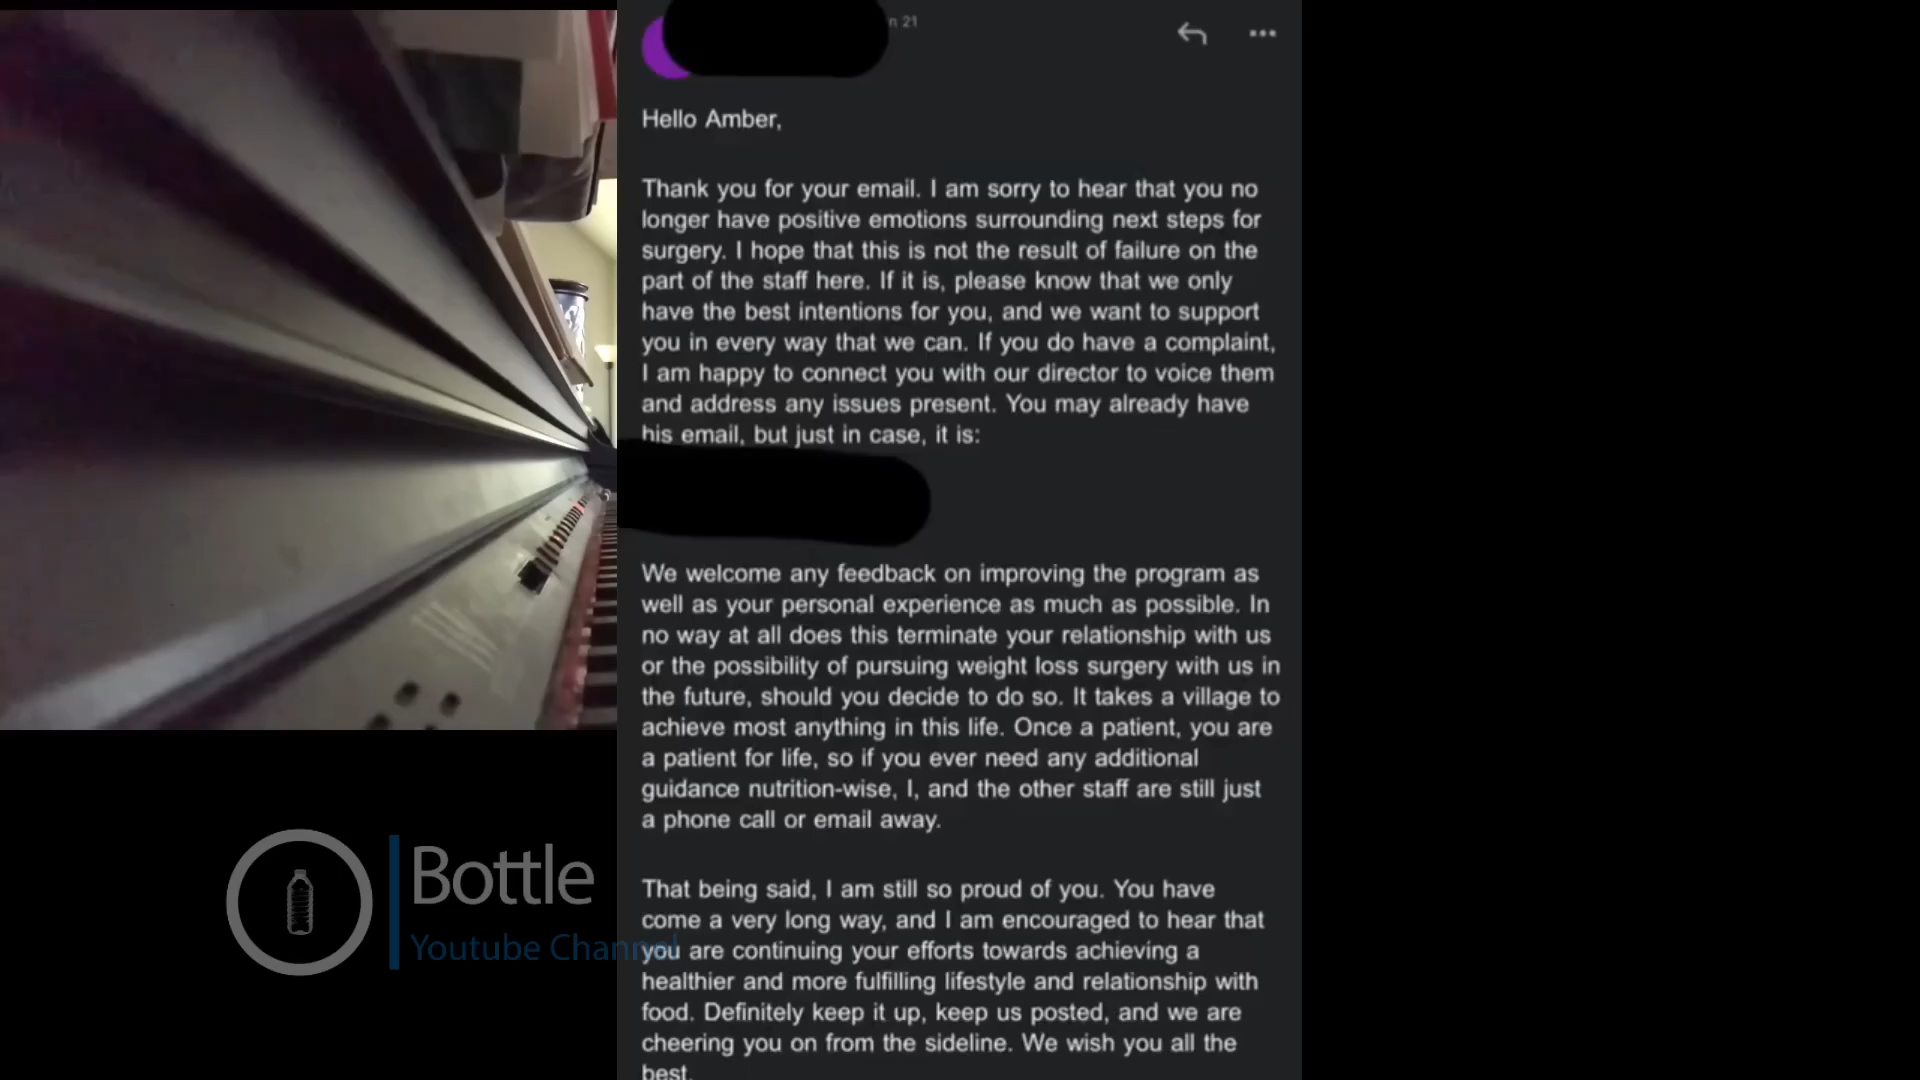 n 21
Hello Amber,
Thank you for your email. I am sorry to hear that you no
longer have positive emotions surrounding next steps for
surgery. I hope that this is not the result of failure on the
part of the staff here. If it is, please know that we only
have the best intentions for you, and we want to support
you in every way that we can. If you do have a complaint,
I am happy to connect you with our director to voice them
and address any issues present. You may already have
his email, but just in case, it is:
We welcome any feedback on improving the program as
well as your personal experience as much as possible. In
no way at all does this terminate your relationship with us
or the possibility of pursuing weight loss surgery with us in
the future, should you decide to do so. It takes a village to
achieve most anything in this life. Once a patient, you are
a patient for life, so if you ever need any additional
guidance nutrition-wise, I, and the other staff are still just
a phone call or email away.
That being said, I am still so proud of you. You have
come a very long way, and I am encouraged to hear that
you are continuing your efforts towards achieving a
healthier and more fulfilling lifestyle and relationship with
food. Definitely keep it up, keep us posted, and we are
cheering you on from the sideline. We wish you all the
best.
Bottle
Youtube Channel